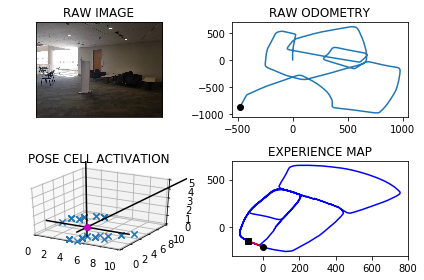 RAW IMAGE
RAW ODOMETRY
500
0
−500
−1000
−500 0 500 1000
POSE CELL ACTIVATION
5
4
3
2
1
0
0 2 4 6 8 10
0 2 4 6 8 10
EXPERIENCE MAP
500
0
0 200 400 600 800